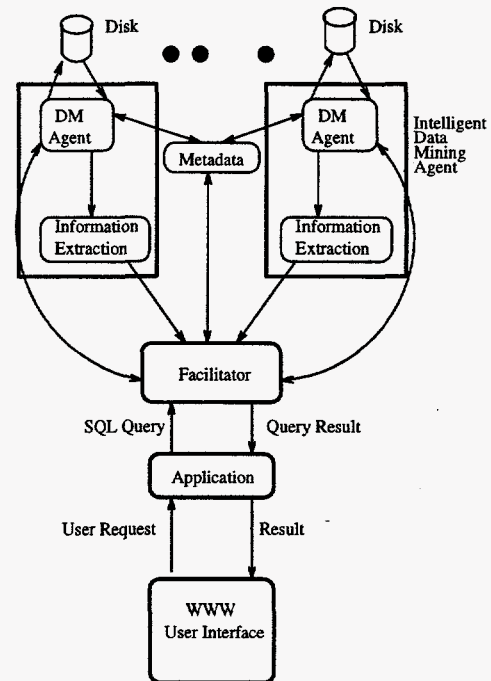 Disk
Disk
DM
Agent
DM
Agent
Intelligent
Data
Mining
Agent
Metadata
Information
Extraction
Information
Extraction
Facilitator
SQL Query
Query Result
Application
User Request
Result
WWW
User Interface